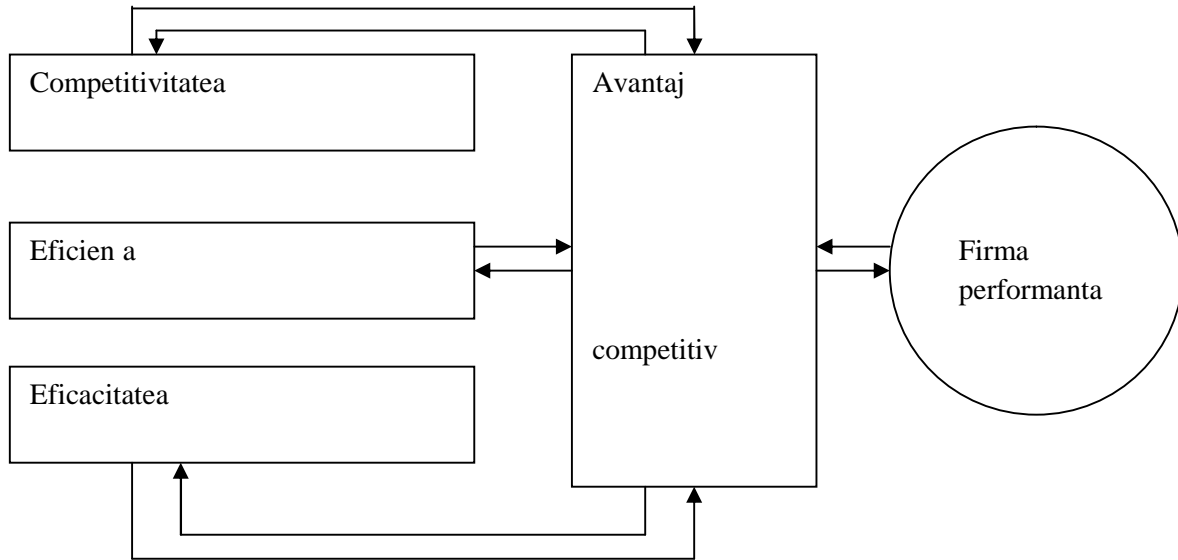 Competitivitatea
Avantaj
Eficien a
Firma
performanta
competitiv
Eficacitatea